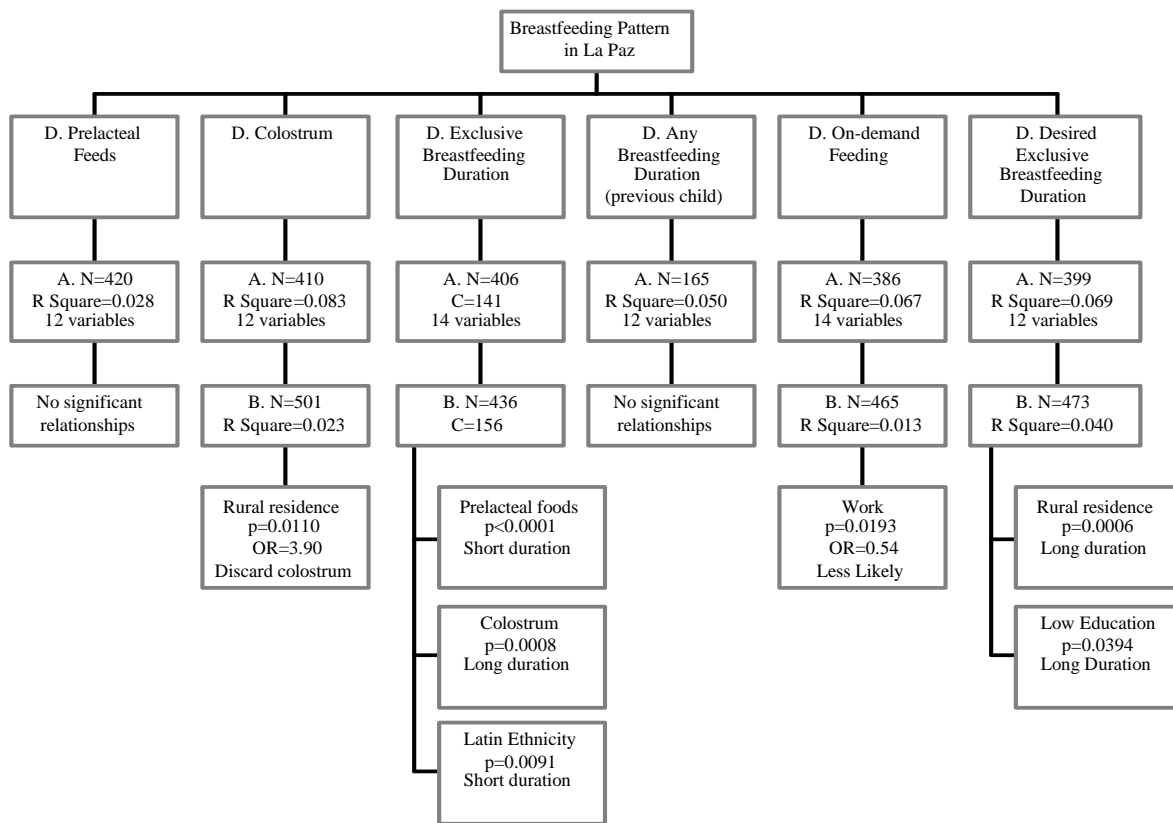 Breastfeeding Pattern
in La Paz
D. Prelacteal
Feeds
D. Colostrum
D. Exclusive
Breastfeeding
Duration
D. Any
Breastfeeding
Duration
(previous child)
D. On-demand
Feeding
D. Desired
Exclusive
Breastfeeding
Duration
A. N=420
R Square=0.028
12 variables
A. N=410
R Square=0.083
12 variables
A. N=406
C=141
14 variables
A. N=165
R Square=0.050
12 variables
A. N=386
R Square=0.067
14 variables
A. N=399
R Square=0.069
12 variables
No significant
relationships
B. N=501
R Square=0.023
B. N=436
C=156
No significant
relationships
B. N=465
R Square=0.013
B. N=473
R Square=0.040
Rural residence
p=0.0110
OR=3.90
Discard colostrum
Prelacteal foods
p<0.0001
Short duration
Work
p=0.0193
OR=0.54
Less Likely
Rural residence
p=0.0006
Long duration
Colostrum
p=0.0008
Long duration
Low Education
p=0.0394
Long Duration
Latin Ethnicity
p=0.0091
Short duration